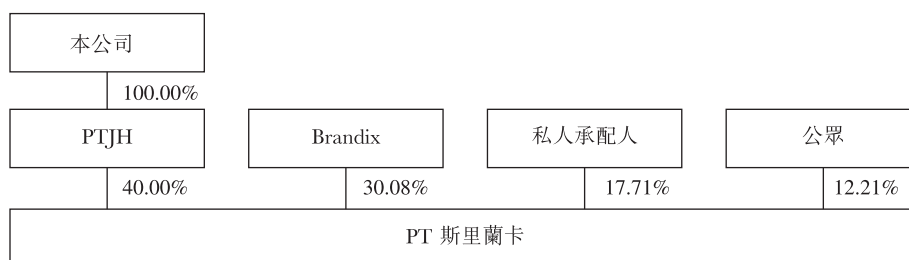 本公司
100.00%
PTJH
Brandix
私人承配人
公眾
40.00%
30.08%
17.71%
12.21%
PT 斯里蘭卡